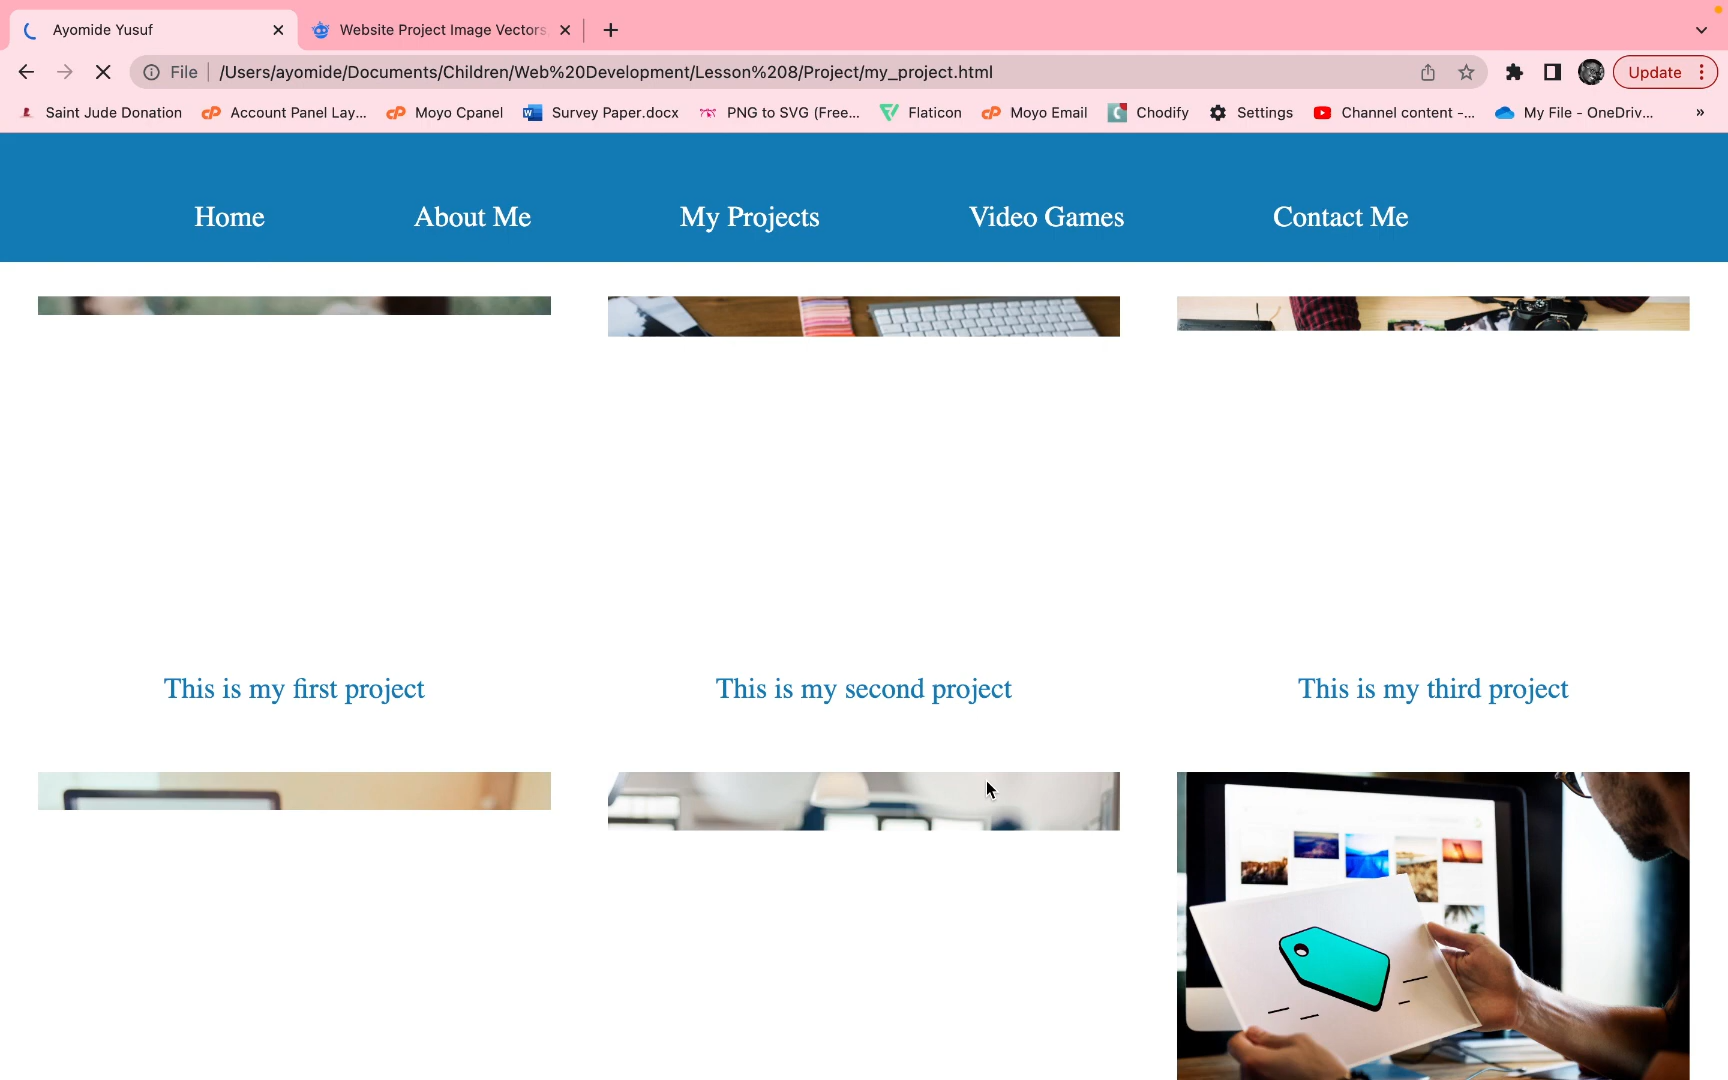 Ayomide Yusuf
Website Project Image Vectors
File
/Users/ayomide/Documents/Children/Web%20Development/Lesson%208/Project/my_project.html
Update
Saint Jude Donation
Account Panel Lay...
Moyo Cpanel
Survey Paper.docx
PNG to SVG (Free...
Flaticon
Moyo Email
Chodify
Settings
Channel content -...
My File - OneDriv...
»
Home
About Me
My Projects
Video Games
Contact Me
This is my first project
This is my second project
This is my third project